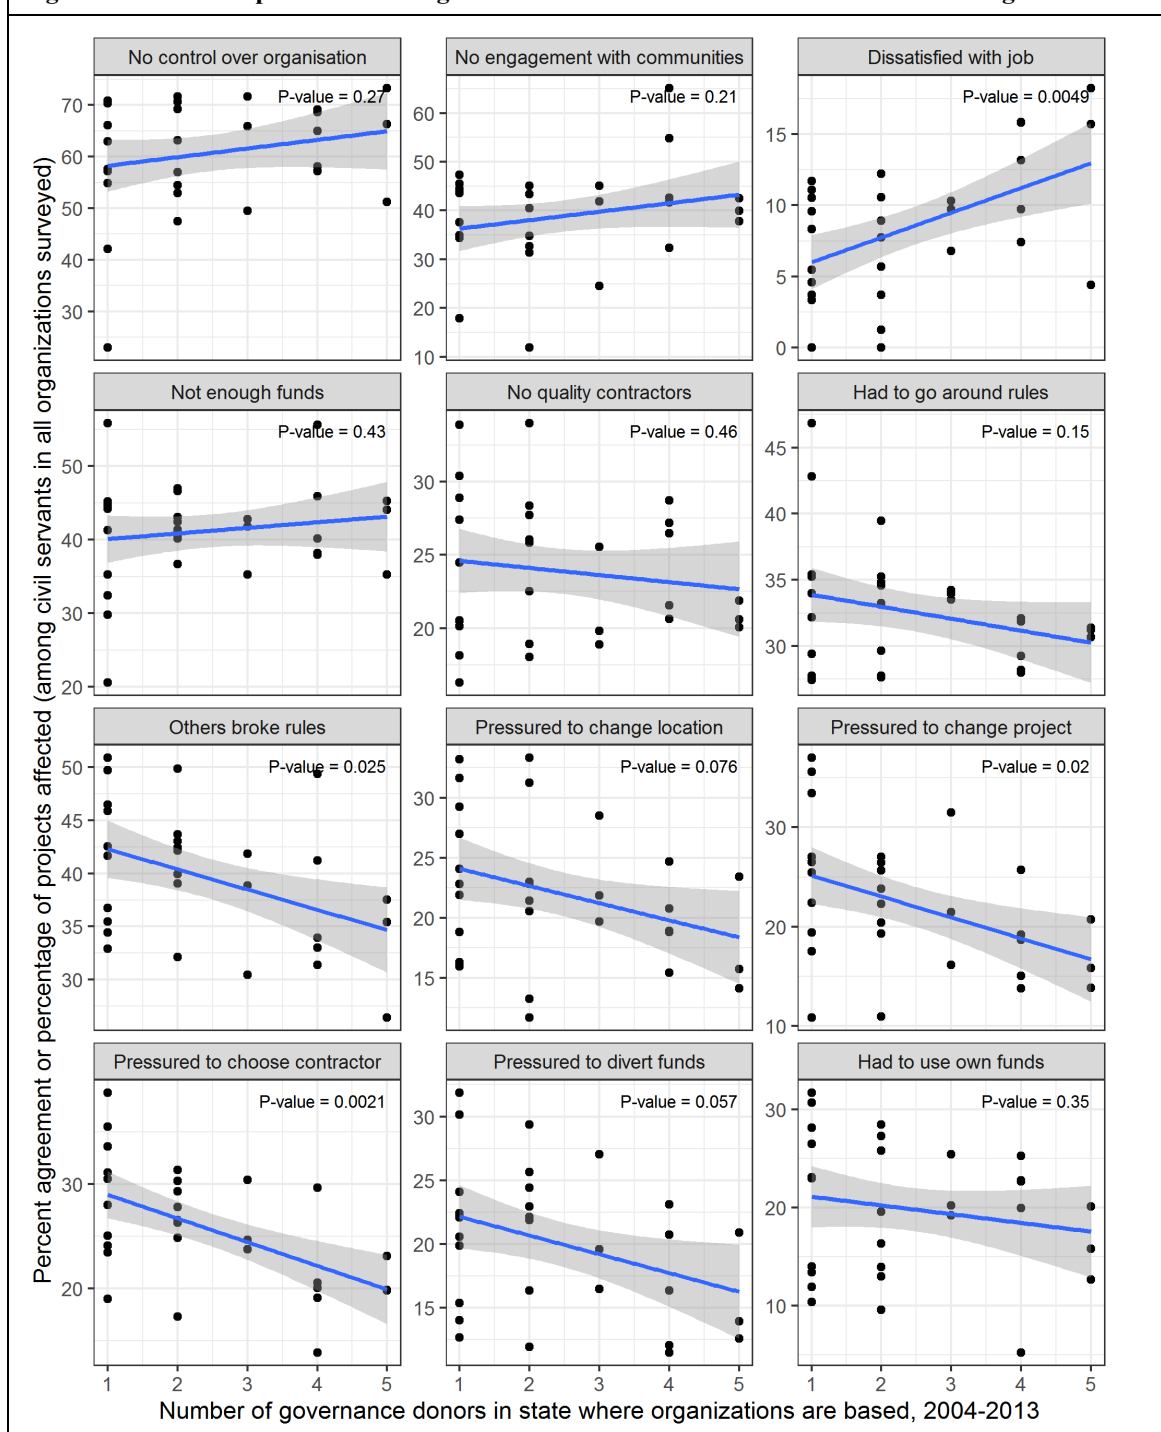 No control over organisation
No engagement with communities
Dissatisfied with job
P-value = 0.27
P-value = 0.21
P-value = 0.0049
70
60
50
40
30
60
50
40
30
20
10
15
10
5
0
Not enough funds
No quality contractors
Had to go around rules
P-value = 0.43
P-value = 0.46
P-value = 0.15
50
40
30
20
30
25
20
45
40
35
30
Others broke rules
Pressured to change location
Pressured to change project
P-value = 0.025
P-value = 0.076
P-value = 0.02
50
45
40
35
30
30
25
20
15
30
20
10
Pressured to choose contractor
Pressured to divert funds
Had to use own funds
P-value = 0.0021
P-value = 0.057
P-value = 0.35
30
20
30
25
20
15
30
20
10
1 2 3 4 5
1 2 3 4 5
1 2 3 4 5
Number of governance donors in state where organizations are based, 2004-2013
Percent agreement or percentage of projects affected (among civil servants in all organizations surveyed)